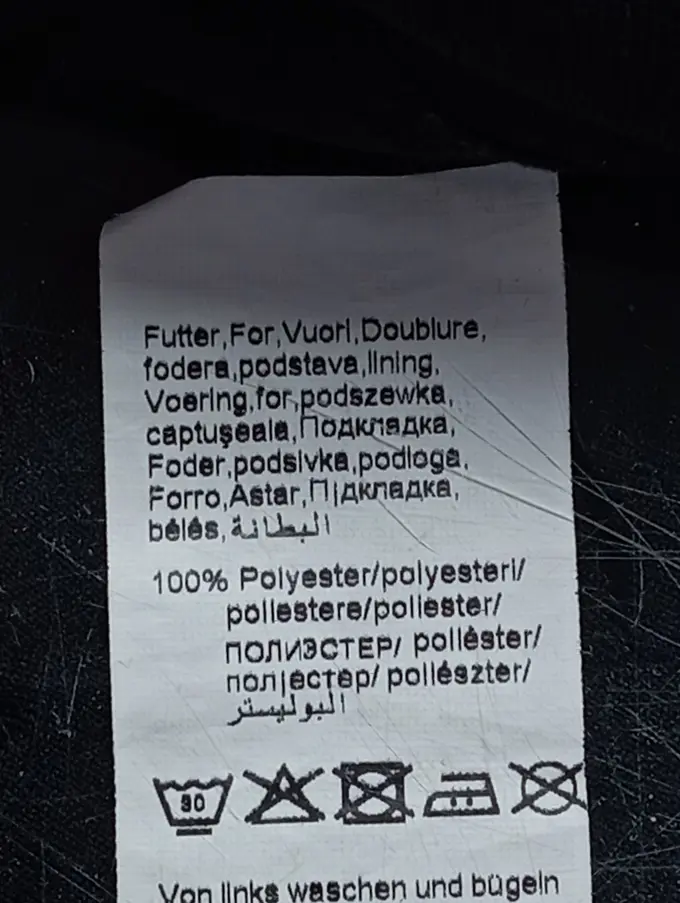 Futter,For,Vuori,Doublure,
fodera,podstava,lining,
Voering,for,podszewka,
captuşeala,Подкладка,
Foder,podsivka,podloga,
Forro,Astar,Підкладка,
bélés,البطانة
100% Polyester/polyesteri/
poliestere/poliester/
ПОЛИЭСТЕР/ poliéster/
поліестер/ poliészter/
البوليستر
30
Von links waschen und bügeln